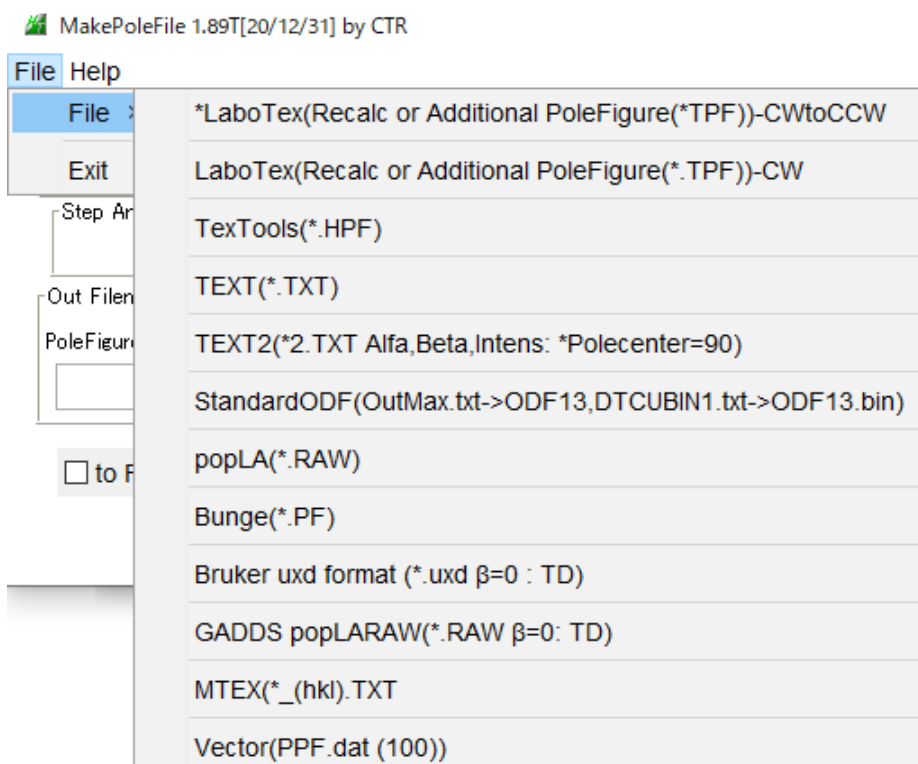 MakePoleFile 1.89T[20/12/31] by CTR
File Help
File
*LaboTex(Recalc or Additional PoleFigure(*TPF))-CWtoCCW
Exit
LaboTex(Recalc or Additional PoleFigure(*.TPF))-CW
Step
TexTools(*.HPF)
TEXT(*.TXT)
Out
TEXT2(*2.TXT Alfa,Beta,Intens: *Polecenter=90)
StandardODF(OutMax.txt->ODF13,DTCUBIN1.txt->ODF13.bin)
to
popLA(*.RAW)
Bunge(*.PF)
Bruker uxd format (*.uxd β=0 : TD)
GADDS popLARAW(*.RAW β=0: TD)
MTEX(*_(hkl).TXT
Vector(PPF.dat (100))